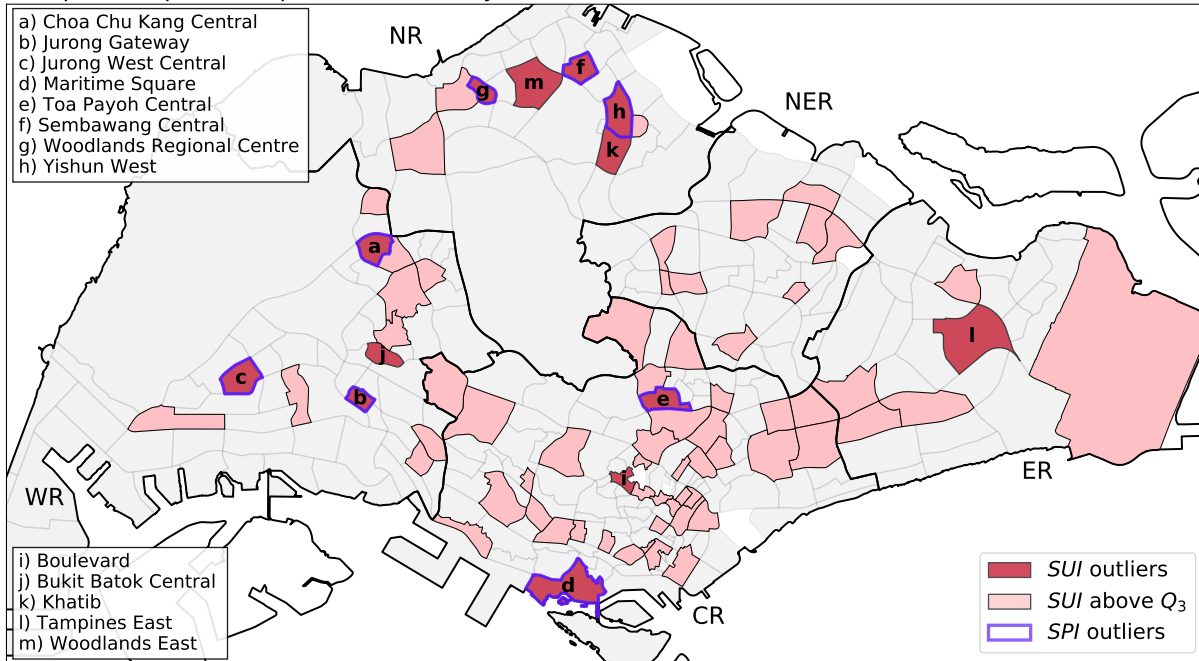 a) Choa Chu Kang Central
b) Jurong Gateway
c) Jurong West Central
d) Maritime Square
e) Toa Payoh Central
f) Sembawang Central
g) Woodlands Regional Centre
h) Yishun West
NR
NER
m
f
g
h
k
a
l
j
c
b
e
i
d
WR
ER
CR
i) Boulevard
j) Bukit Batok Central
k) Khatib
l) Tampines East
m) Woodlands East
SUI outliers
SUI above Q3
SPI outliers